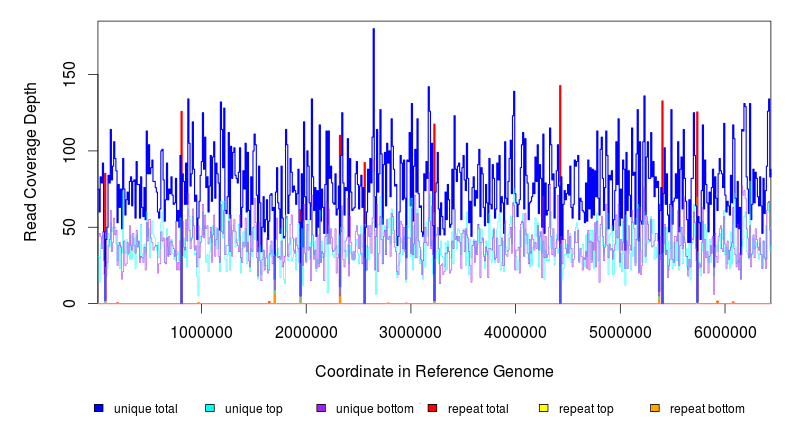 150
100
50
0
Read Coverage Depth
1000000 2000000 3000000 4000000 5000000 6000000
Coordinate in Reference Genome
unique total unique top unique bottom repeat total repeat top repeat bottom